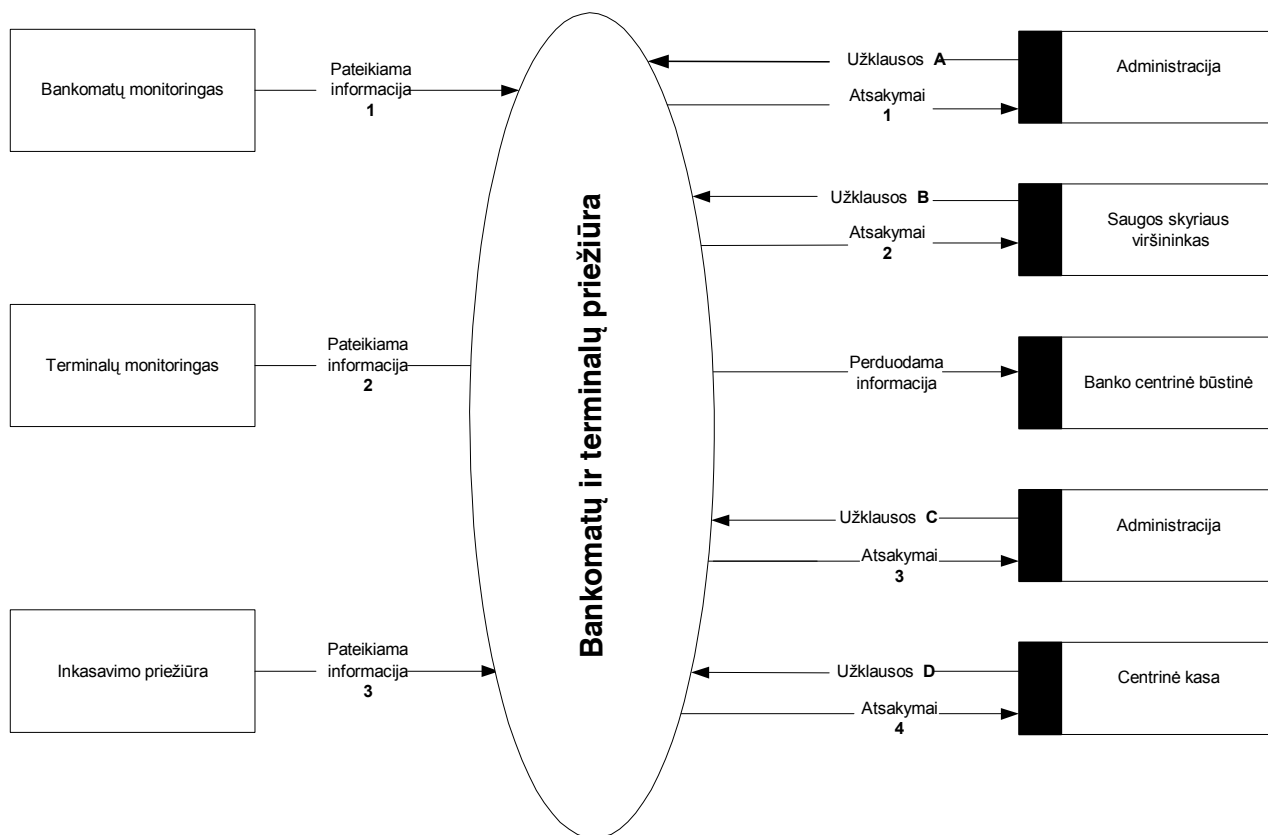 Bankomatų monitoringas
Pateikiama
informacija
1
Terminalų monitoringas
Pateikiama
informacija
2
Inkasavimo priežiūra
Pateikiama
informacija
3
Bankomatų ir terminalų priežiūra
Užklausos A
Atsakymai
1
Administracija
Užklausos B
Atsakymai
2
Saugos skyriaus
viršininkas
Perduodama
informacija
Banko centrinė būstinė
Užklausos C
Atsakymai
3
Administracija
Užklausos D
Atsakymai
4
Centrinė kasa